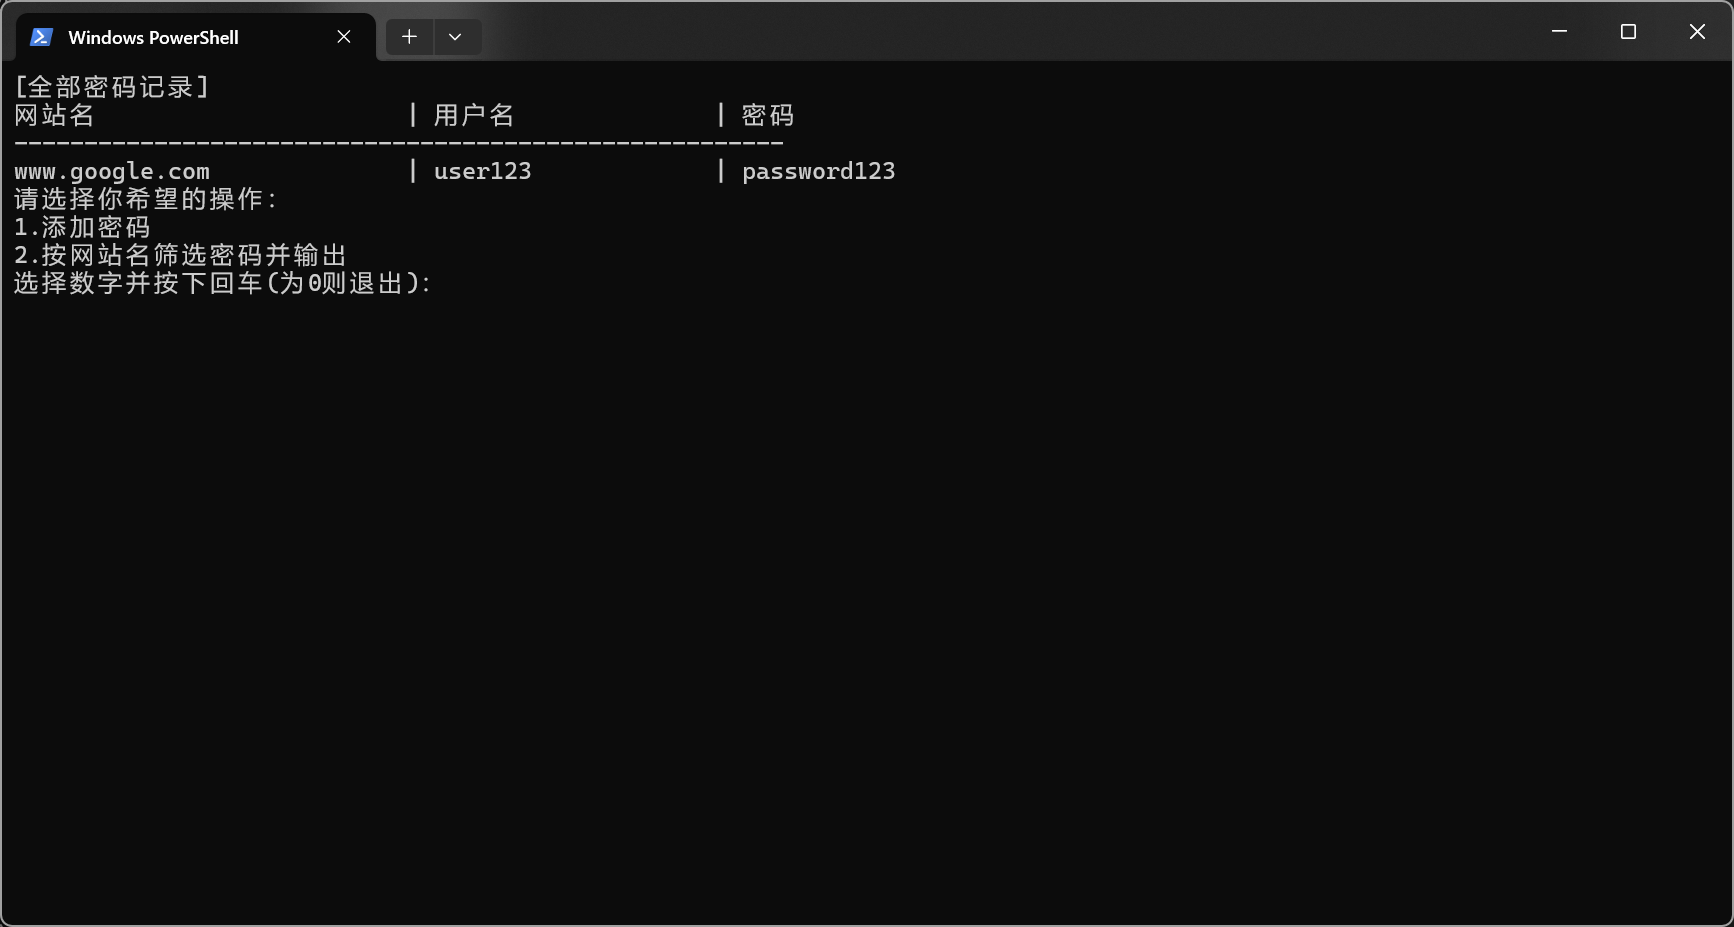 Windows PowerShell
[全部密码记录]
网站名 | 用户名 | 密码
-------------------------------------------------------
www.google.com | user123 | password123
请选择你希望的操作:
1.添加密码
2.按网站名筛选密码并输出
选择数字并按下回车(为0则退出):